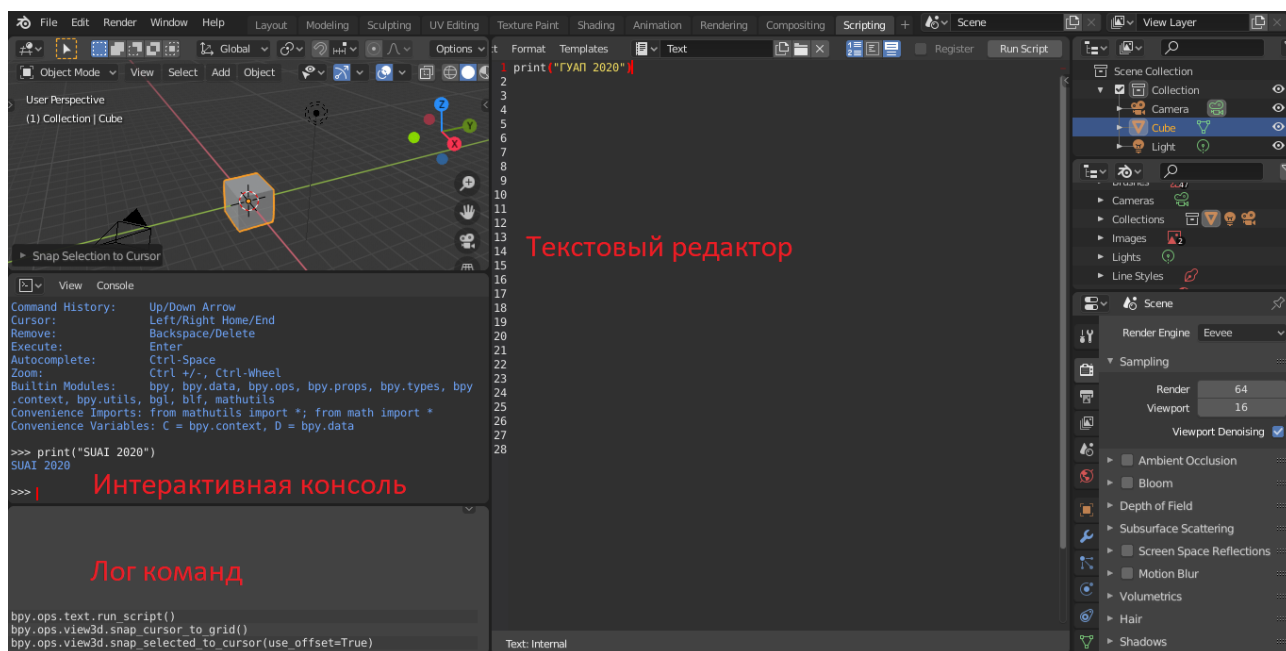 File Edit Render Window Help Layout Modeling Sculpting UV Editing Texture Paint Shading Animation Rendering Compositing Scripting + Scene View Layer
Global Options
Object Mode View Select Add Object
User Perspective
(1) Collection | Cube
Z
Y
X
Snap Selection to Cursor
View Console
Command History: Up/Down Arrow
Cursor: Left/Right Home/End
Remove: Backspace/Delete
Execute: Enter
Autocomplete: Ctrl-Space
Zoom: Ctrl +/-, Ctrl-Wheel
Builtin Modules: bpy, bpy.data, bpy.ops, bpy.props, bpy.types, bpy
.context, bpy.utils, bgl, blf, mathutils
Convenience Imports: from mathutils import *; from math import *
Convenience Variables: C = bpy.context, D = bpy.data
>>> print("SUAI 2020")
SUAI 2020
>>>
Интерактивная консоль
Лог команд
bpy.ops.text.run_script()
bpy.ops.view3d.snap_cursor_to_grid()
bpy.ops.view3d.snap_selected_to_cursor(use_offset=True)
Format Templates Text Register Run Script
1 print("ГУАП 2020")
2
3
4
5
6
7
8
9
10
11
12
13
14
15
16
17
18
19
20
21
22
23
24
25
26
27
28
Текстовый редактор
Text: Internal
Scene Collection
Collection
Camera
Cube
Light
Brushes 47
Cameras
Collections
Images 2
Lights
Line Styles
Scene
Render Engine Eevee
Sampling
Render 64
Viewport 16
Viewport Denoising
Ambient Occlusion
Bloom
Depth of Field
Subsurface Scattering
Screen Space Reflections
Motion Blur
Volumetrics
Hair
Shadows